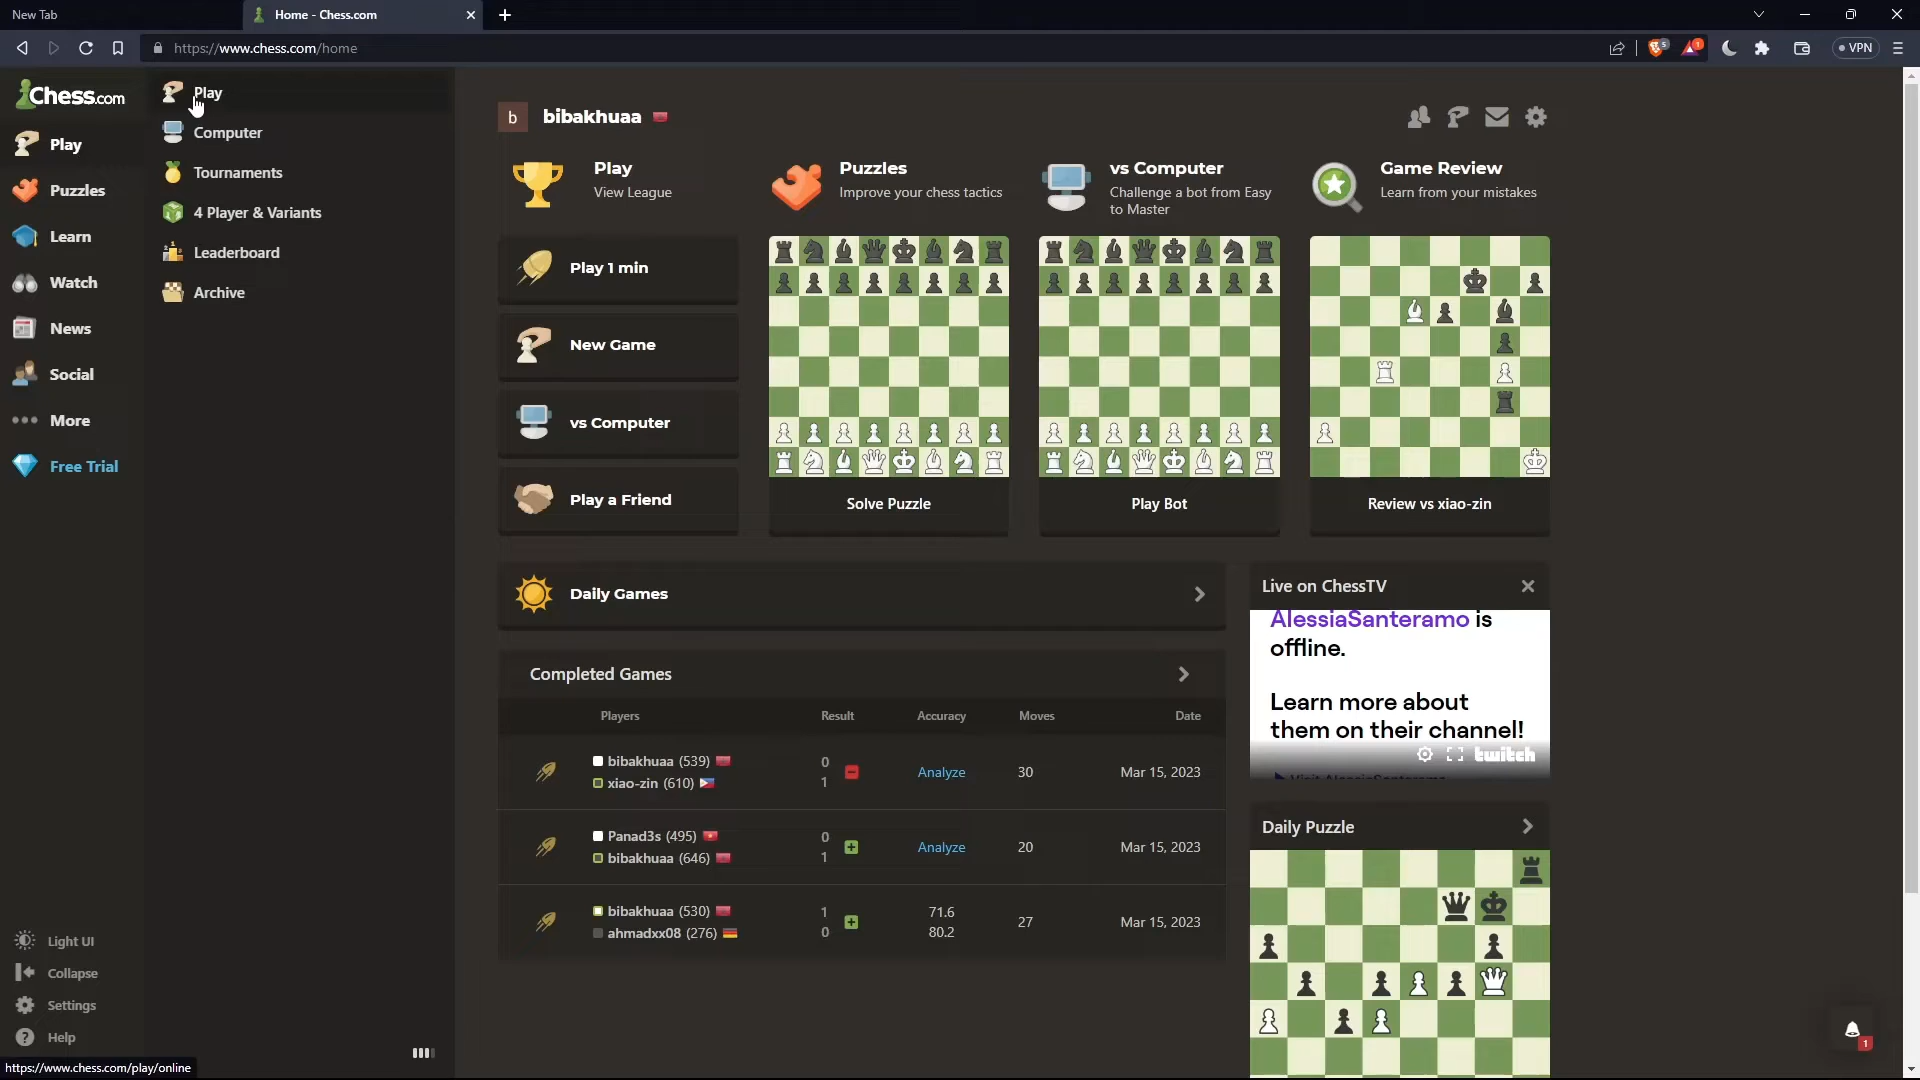 New Tab
Home - Chess.com
https://www.chess.com/home
5
1
VPN
Chess.com
Play
Puzzles
Learn
Watch
News
Social
More
Free Trial
Play
Computer
Tournaments
4 Player & Variants
Leaderboard
Archive
b bibakhuaa
Play
View League
Puzzles
Improve your chess tactics
vs Computer
Challenge a bot from Easy
to Master
Game Review
Learn from your mistakes
Play 1 min
New Game
vs Computer
Play a Friend
Solve Puzzle
Play Bot
Review vs xiao-zin
Daily Games
Completed Games
Players Result Accuracy Moves Date
bibakhuaa (539) 0
xiao-zin (610) 1
Analyze 30 Mar 15, 2023
Panad3s (495) 0
bibakhuaa (646) 1
Analyze 20 Mar 15, 2023
bibakhuaa (530) 1 71.6
ahmadxx08 (276) 0 80.2
27 Mar 15, 2023
Live on ChessTV
AlessiaSanteramo is
offline.
Learn more about
them on their channel!
twitch
Daily Puzzle
Light UI
Collapse
Settings
Help
1
https://www.chess.com/play/online